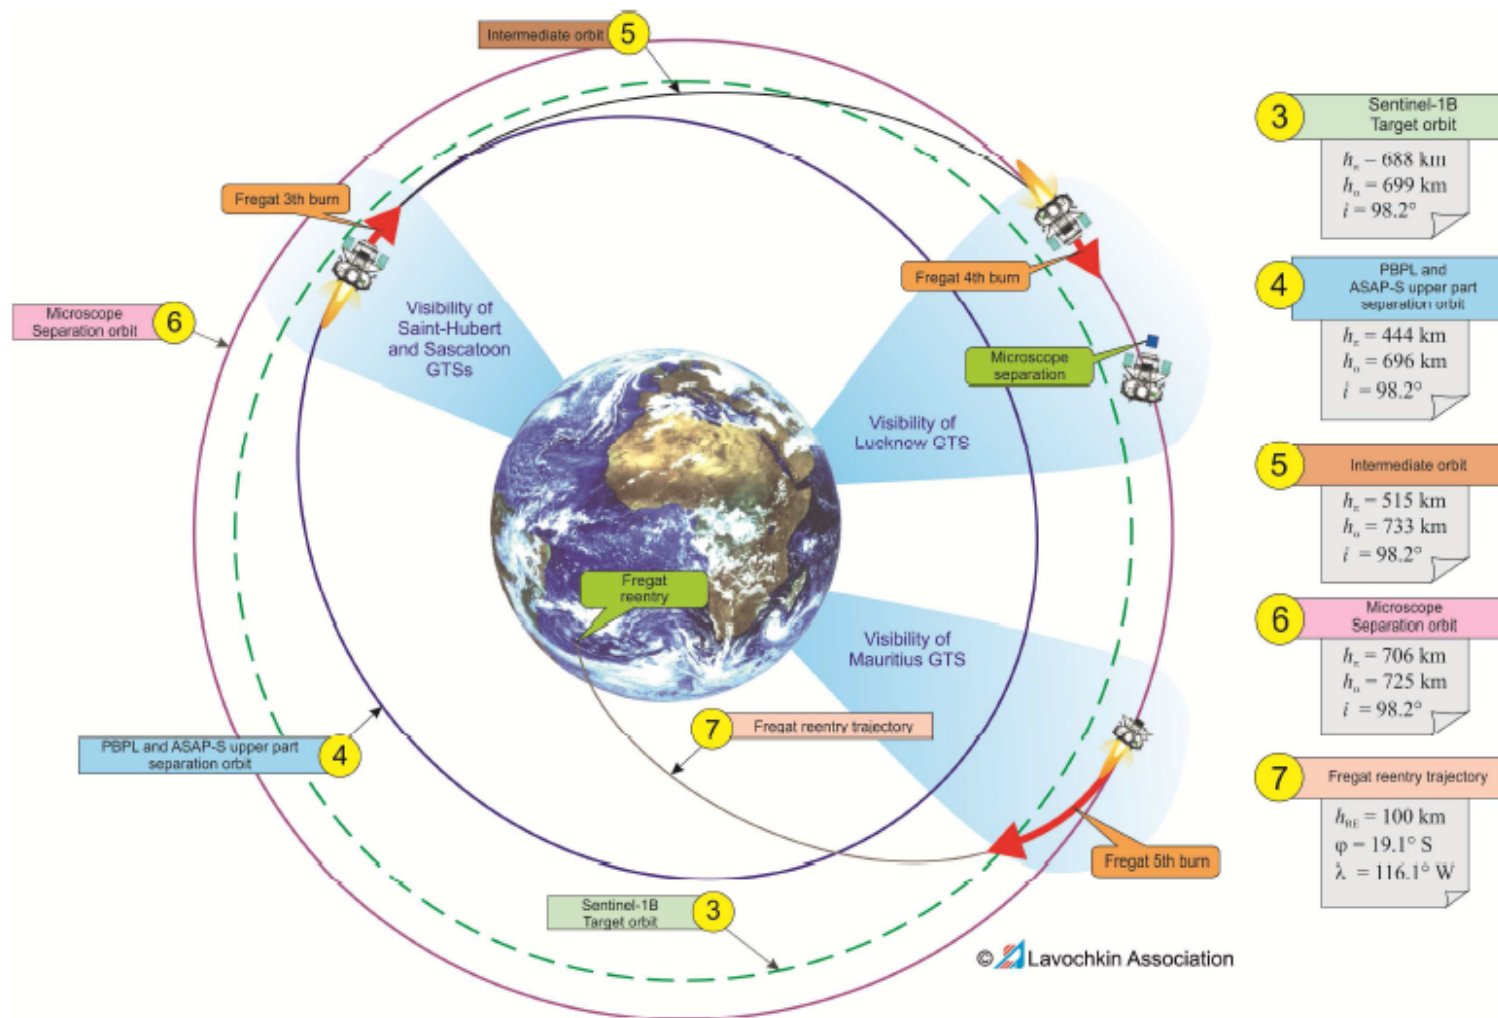 Intermediate orbit
5
Fregat 3th burn
Visibility of
Saint-Hubert
and Sascatoon
GTSs
Microscope
Separation orbit
6
Fregat 4th burn
Microscope
separation
Visibility of
Lucknow GTS
Fregat
reentry
Visibility of
Mauritius GTS
7
Fregat reentry trajectory
PBPL and ASAP-S upper part
separation orbit
4
Fregat 5th burn
Sentinel-1B
Target orbit
3
© Lavochkin Association
3
Sentinel-1B
Target orbit
hπ = 688 km
hα = 699 km
i = 98.2°
4
PBPL and
ASAP-S upper part
separation orbit
hπ = 444 km
hα = 696 km
i = 98.2°
5
Intermediate orbit
hπ = 515 km
hα = 733 km
i = 98.2°
6
Microscope
Separation orbit
hπ = 706 km
hα = 725 km
i = 98.2°
7
Fregat reentry trajectory
hRE = 100 km
φ = 19.1° S
λ = 116.1° W